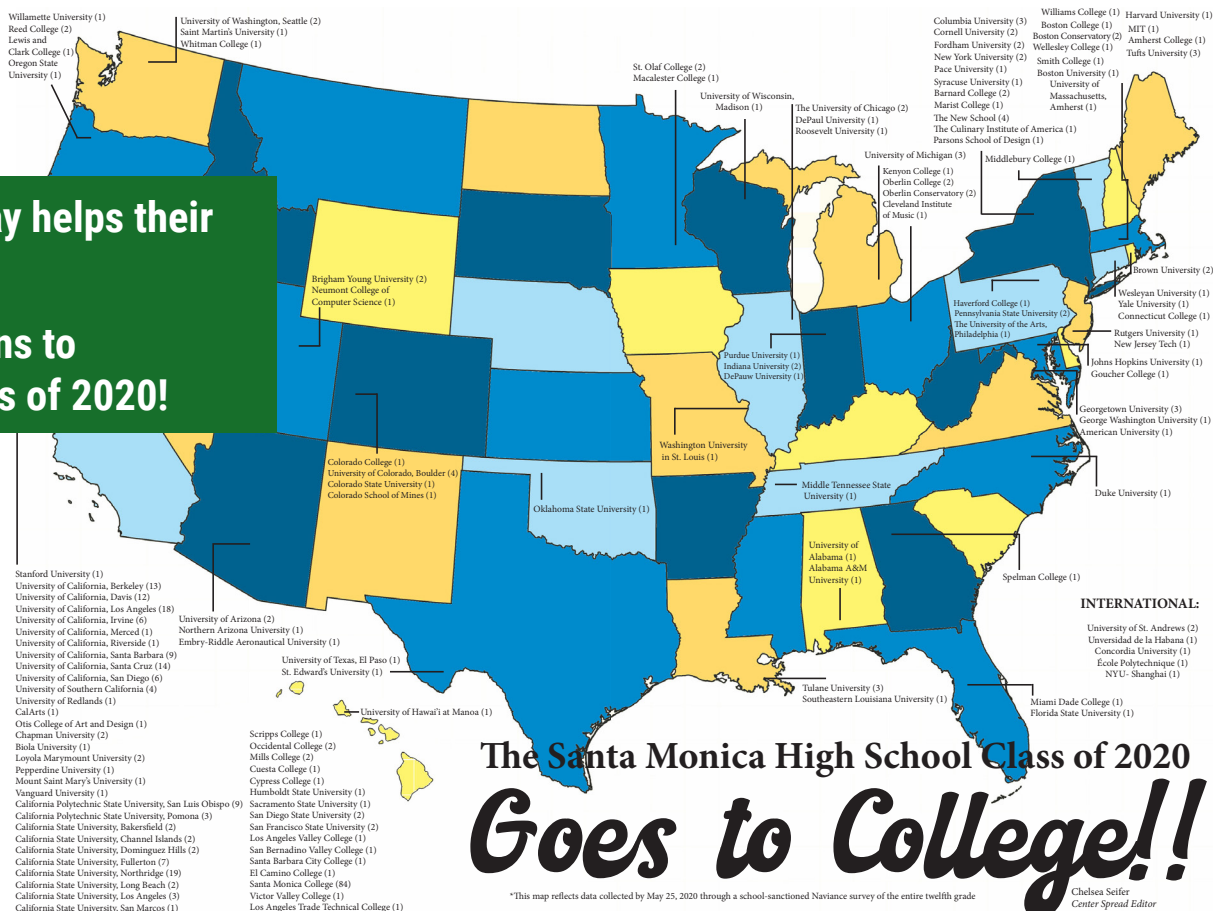 Willamette University (1)
Reed College (2)
Lewis and
Clark College (1)
Oregon State
University (1)
University of Washington, Seattle (2)
Saint Martin's University (1)
Whitman College (1)
St. Olaf College (2)
Macalester College (1)
University of Wisconsin,
Madison (1)
The University of Chicago (2)
DePaul University (1)
Roosevelt University (1)
University of Michigan (3)
Kenyon College (1)
Oberlin College (2)
Oberlin Conservatory (2)
Cleveland Institute
of Music (1)
Columbia University (3)
Cornell University (2)
Fordham University (2)
New York University (2)
Pace University (1)
Syracuse University (1)
Barnard College (2)
Marist College (1)
The New School (4)
The Culinary Institute of America (1)
Parsons School of Design (1)
Middlebury College (1)
Williams College (1)
Boston College (1)
Boston Conservatory (2)
Wellesley College (1)
Smith College (1)
Boston University (1)
University of
Massachusetts,
Amherst (1)
Harvard University (1)
MIT (1)
Amherst College (1)
Tufts University (3)
ay helps their
ns to
s of 2020!
Brigham Young University (2)
Neumont College of
Computer Science (1)
Brown University (2)
Wesleyan University (1)
Yale University (1)
Connecticut College (1)
Haverford College (1)
Pennsylvania State University (2)
The University of the Arts,
Philadelphia (1)
Rutgers University (1)
New Jersey Tech (1)
Johns Hopkins University (1)
Goucher College (1)
Purdue University (1)
Indiana University (2)
DePauw University (1)
Georgetown University (3)
George Washington University (1)
American University (1)
Washington University
in St. Louis (1)
Colorado College (1)
University of Colorado, Boulder (4)
Colorado State University (1)
Colorado School of Mines (1)
Oklahoma State University (1)
Middle Tennessee State
University (1)
Duke University (1)
University of
Alabama (1)
Alabama A&M
University (1)
Spelman College (1)
INTERNATIONAL:
University of St. Andrews (2)
Unversidad de la Habana (1)
Concordia University (1)
École Polytechnique (1)
NYU- Shanghai (1)
University of Arizona (2)
Northern Arizona University (1)
Embry-Riddle Aeronautical University (1)
University of Texas, El Paso (1)
St. Edward's University (1)
University of Hawai'i at Manoa (1)
Tulane University (3)
Southeastern Louisiana University (1)
Miami Dade College (1)
Florida State University (1)
Stanford University (1)
University of California, Berkeley (13)
University of California, Davis (12)
University of California, Los Angeles (18)
University of California, Irvine (6)
University of California, Merced (1)
University of California, Riverside (1)
University of California, Santa Barbara (9)
University of California, Santa Cruz (14)
University of California, San Diego (6)
University of Southern California (4)
University of Redlands (1)
CalArts (1)
Otis College of Art and Design (1)
Chapman University (2)
Biola University (1)
Loyola Marymount University (2)
Pepperdine University (1)
Mount Saint Mary's University (1)
Vanguard University (1)
California Polytechnic State University, San Luis Obispo (9)
California Polytechnic State University, Pomona (3)
California State University, Bakersfield (2)
California State University, Channel Islands (2)
California State University, Dominguez Hills (2)
California State University, Fullerton (7)
California State University, Northridge (19)
California State University, Long Beach (2)
California State University, Los Angeles (3)
California State University, San Marcos (1)
Scripps College (1)
Occidental College (2)
Mills College (2)
Cuesta College (1)
Cypress College (1)
Humboldt State University (1)
Sacramento State University (1)
San Diego State University (2)
San Francisco State University (2)
Los Angeles Valley College (1)
San Bernadino Valley College (1)
Santa Barbara City College (1)
El Camino College (1)
Santa Monica College (84)
Victor Valley College (1)
Los Angeles Trade Technical College (1)
The Santa Monica High School Class of 2020
Goes to College!!
*This map reflects data collected by May 25, 2020 through a school-sanctioned Naviance survey of the entire twelfth grade
Chelsea Seifer
Center Spread Editor